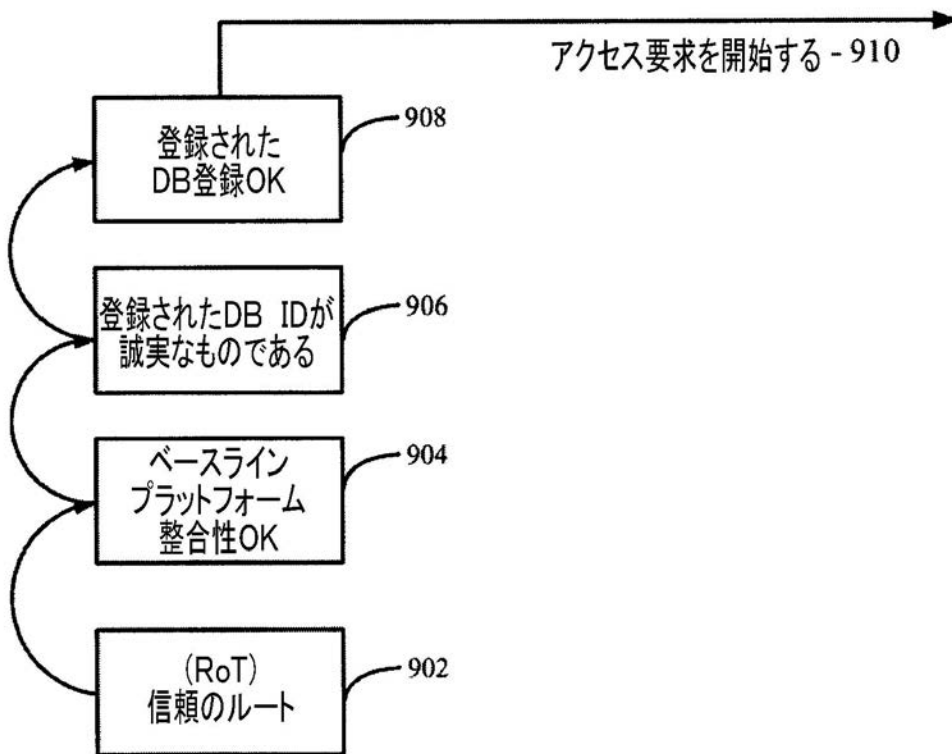 アクセス要求を開始する - 910
登録された
DB登録OK
908
登録されたDB IDが
誠実なものである
906
ベースライン
プラットフォーム
整合性OK
904
(RoT)
信頼のルート
902